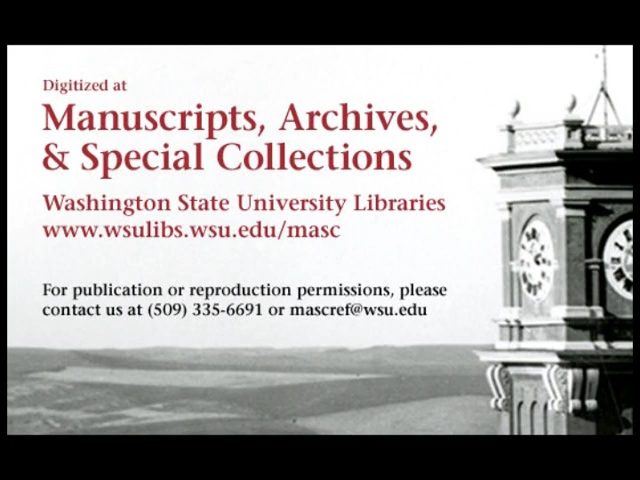 Digitized at
Manuscripts, Archives,
& Special Collections
Washington State University Libraries
www.wsulibs.wsu.edu/masc
For publication or reproduction permissions, please
contact us at (509) 335-6691 or mascref@wsu.edu